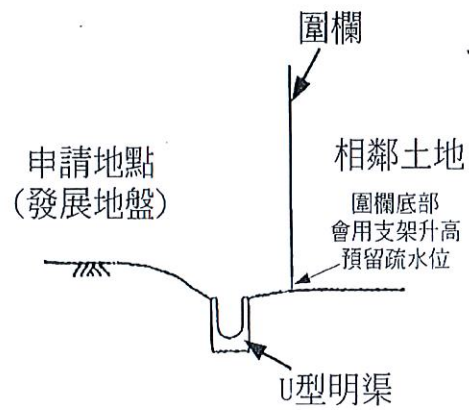 圍欄
申請地點
(發展地盤)
相鄰土地
圍欄底部
會用支架升高
預留疏水位
U型明渠